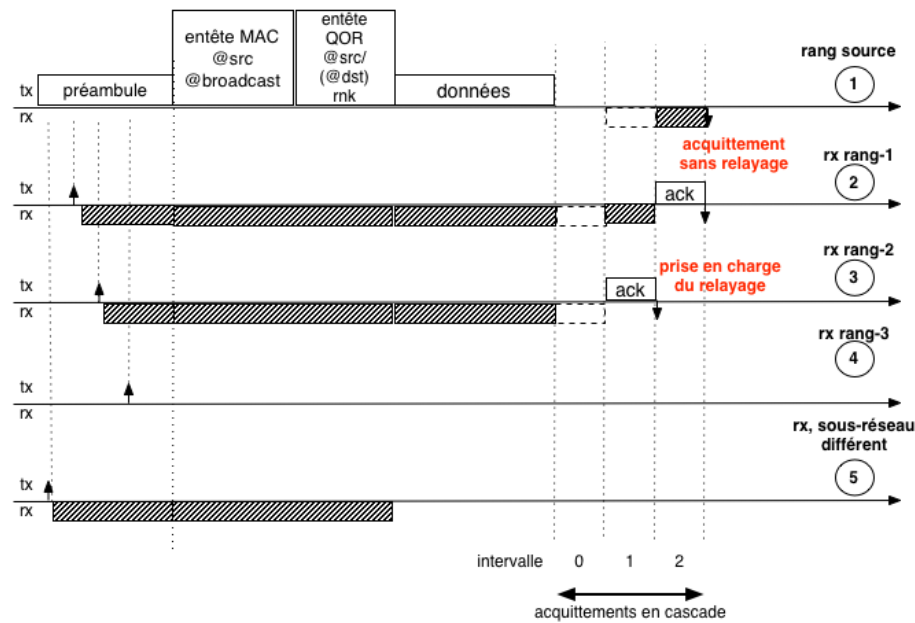 entête MAC
@src
@broadcast
entête
QOR
@src/
(@dst)
rnk
rang source
1
tx
préambule
données
rx
acquittement
sans relayage
rx rang-1
2
tx
ack
rx
rx rang-2
3
prise en charge
du relayage
tx
ack
rx
rx rang-3
4
tx
rx
rx, sous-réseau
différent
5
tx
rx
intervalle 0 1 2
acquittements en cascade